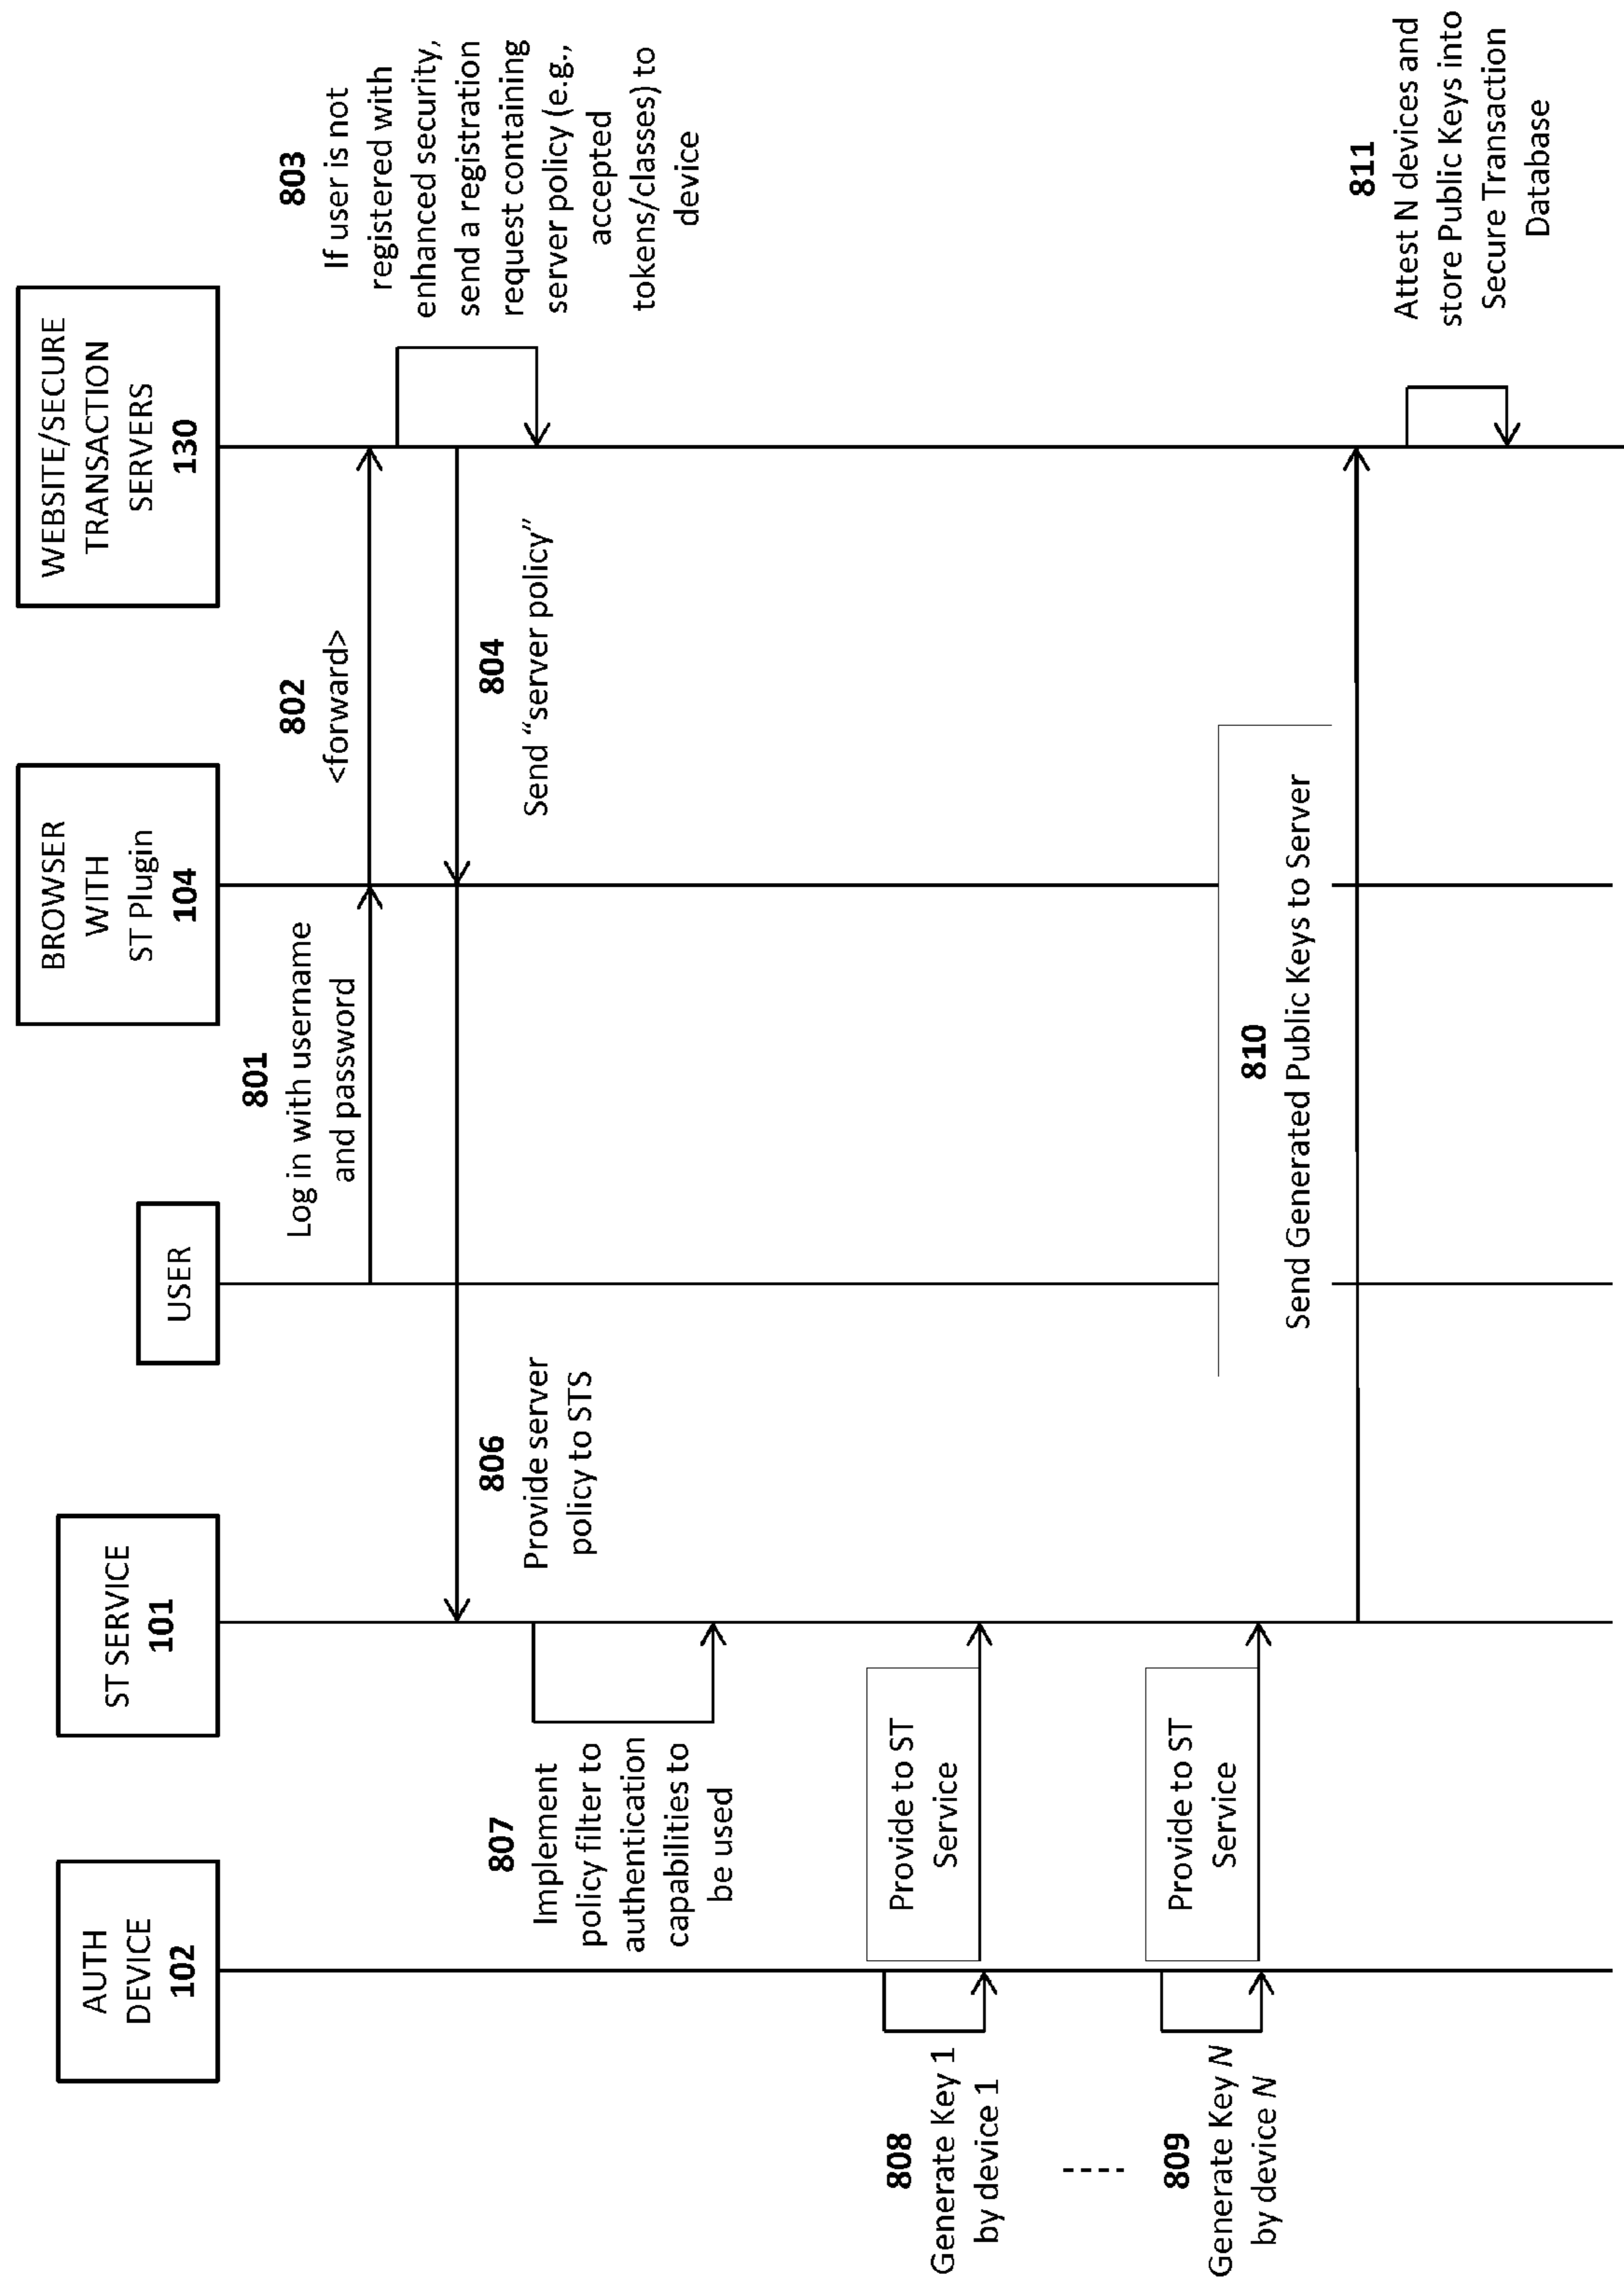 AUTH
DEVICE
102
ST SERVICE
101
USER
BROWSER
WITH
ST Plugin
104
WEBSITE/SECURE
TRANSACTION
SERVERS
130
801
Log in with username
and password
802
<forward>
803
If user is not
registered with
enhanced security,
send a registration
request containing
server policy (e.g.,
accepted
tokens/classes) to
device
804
Send “server policy”
806
Provide server
policy to STS
807
Implement
policy filter to
authentication
capabilities to
be used
808
Generate Key 1
by device 1
Provide to ST
Service
----
809
Generate Key N
by device N
Provide to ST
Service
810
Send Generated Public Keys to Server
811
Attest N devices and
store Public Keys into
Secure Transaction
Database